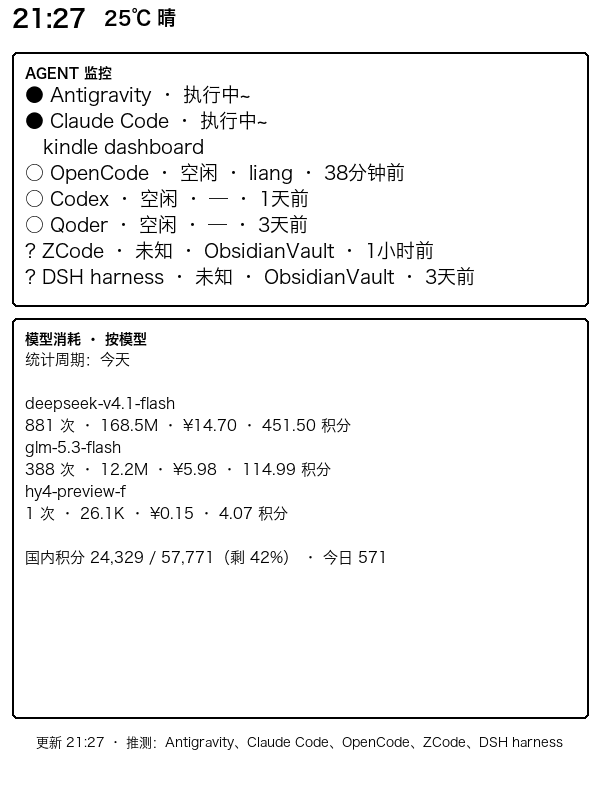 21:27 25℃ 晴
AGENT 监控
● Antigravity · 执行中~
● Claude Code · 执行中~
kindle dashboard
○ OpenCode · 空闲 · liang · 38分钟前
○ Codex · 空闲 · — · 1天前
○ Qoder · 空闲 · — · 3天前
? ZCode · 未知 · ObsidianVault · 1小时前
? DSH harness · 未知 · ObsidianVault · 3天前
模型消耗 · 按模型
统计周期：今天
deepseek-v4.1-flash
881 次 · 168.5M · ¥14.70 · 451.50 积分
glm-5.3-flash
388 次 · 12.2M · ¥5.98 · 114.99 积分
hy4-preview-f
1 次 · 26.1K · ¥0.15 · 4.07 积分
国内积分 24,329 / 57,771（剩 42%） · 今日 571
更新 21:27 · 推测：Antigravity、Claude Code、OpenCode、ZCode、DSH harness